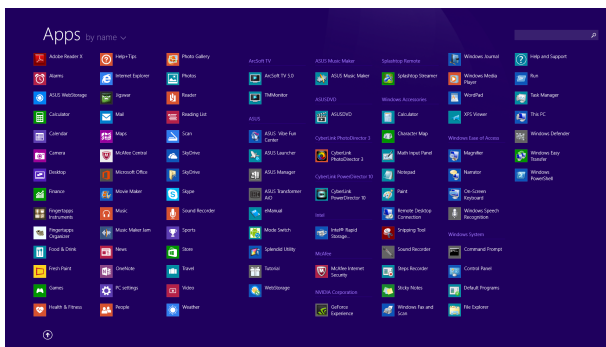 Apps by name
Adobe Reader X
Alarms
ASUS WebStorage
Calculator
Calendar
Camera
Desktop
Finance
Fingertapps
Instruments
Fingertapps
Organizer
Food & Drink
Fresh Paint
Games
Health & Fitness
Help+Tips
Internet Explorer
Jigsaw
Mail
Maps
McAfee Central
Microsoft Office
Movie Maker
Music
Music Maker Jam
News
OneNote
PC settings
People
Photo Gallery
Photos
Reader
Reading List
Scan
SkyDrive
SkyDrive
Skype
Sound Recorder
Sports
Store
Travel
Video
Weather
ArcSoft TV
ArcSoft TV 5.0
TMMonitor
ASUS
ASUS Vibe Fun
Center
ASUS Launcher
ASUS Manager
ASUS Transformer
AiO
eManual
Mode Switch
Splendid Utility
Tutorial
WebStorage
ASUS Music Maker
ASUS Music Maker
ASUSDVD
ASUSDVD
CyberLink PhotoDirector 3
CyberLink
PhotoDirector 3
CyberLink PowerDirector 10
CyberLink
PowerDirector 10
Intel
Intel® Rapid
Storage...
McAfee
McAfee Internet
Security
NVIDIA Corporation
GeForce
Experience
Splashtop Remote
Splashtop Streamer
Windows Accessories
Calculator
Character Map
Math Input Panel
Notepad
Paint
Remote Desktop
Connection
Snipping Tool
Sound Recorder
Steps Recorder
Sticky Notes
Windows Fax and
Scan
Windows Journal
Windows Media
Player
WordPad
XPS Viewer
Windows Ease of Access
Magnifier
Narrator
On-Screen
Keyboard
Windows Speech
Recognition
Windows System
Command Prompt
Control Panel
Default Programs
File Explorer
Help and Support
Run
Task Manager
This PC
Windows Defender
Windows Easy
Transfer
Windows
PowerShell